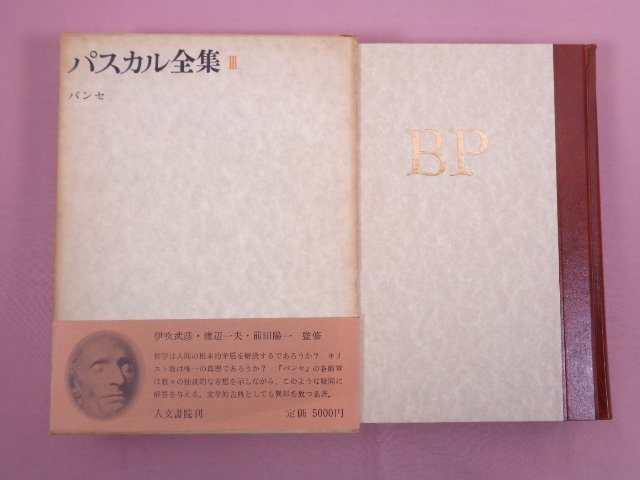 パスカル全集 III
パンセ
BP
伊吹武彦・渡辺一夫・前田陽一 監修
哲学は人間の根本的矛盾を解決するであろうか？ キリ
スト教は唯一の真理であろうか？ 『パンセ』の各断章
は数々の独創的な着想を示しながら、このような疑問に
解答を与える。文学的古典としても異彩を放つ名著。
人文書院刊 定価 5000円